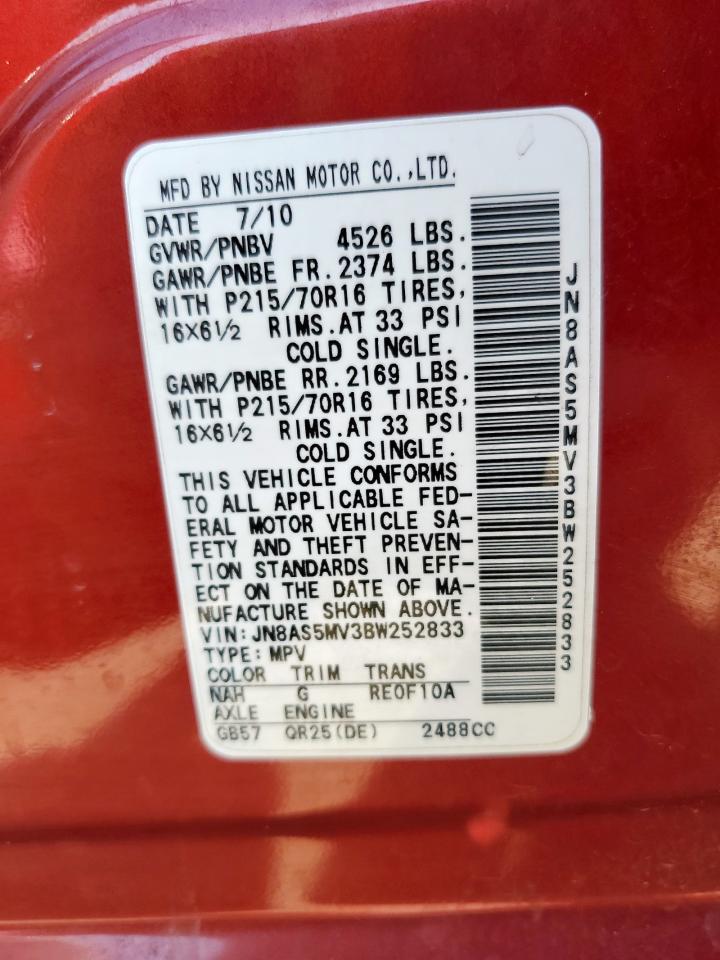 MFD BY NISSAN MOTOR CO.,LTD.
DATE 7/10
GVWR/PNBV 4526 LBS.
GAWR/PNBE FR.2374 LBS.
WITH P215/70R16 TIRES,
16X6½ RIMS.AT 33 PSI
COLD SINGLE.
GAWR/PNBE RR.2169 LBS.
WITH P215/70R16 TIRES,
16X6½ RIMS.AT 33 PSI
COLD SINGLE.
THIS VEHICLE CONFORMS
TO ALL APPLICABLE FED-
ERAL MOTOR VEHICLE SA-
FETY AND THEFT PREVEN-
TION STANDARDS IN EFF-
ECT ON THE DATE OF MA-
NUFACTURE SHOWN ABOVE.
VIN:JN8AS5MV3BW252833
TYPE:MPV
COLOR TRIM TRANS
NAH G RE0F10A
AXLE ENGINE
GB57 QR25(DE) 2488CC
JN8AS5MV3BW252833